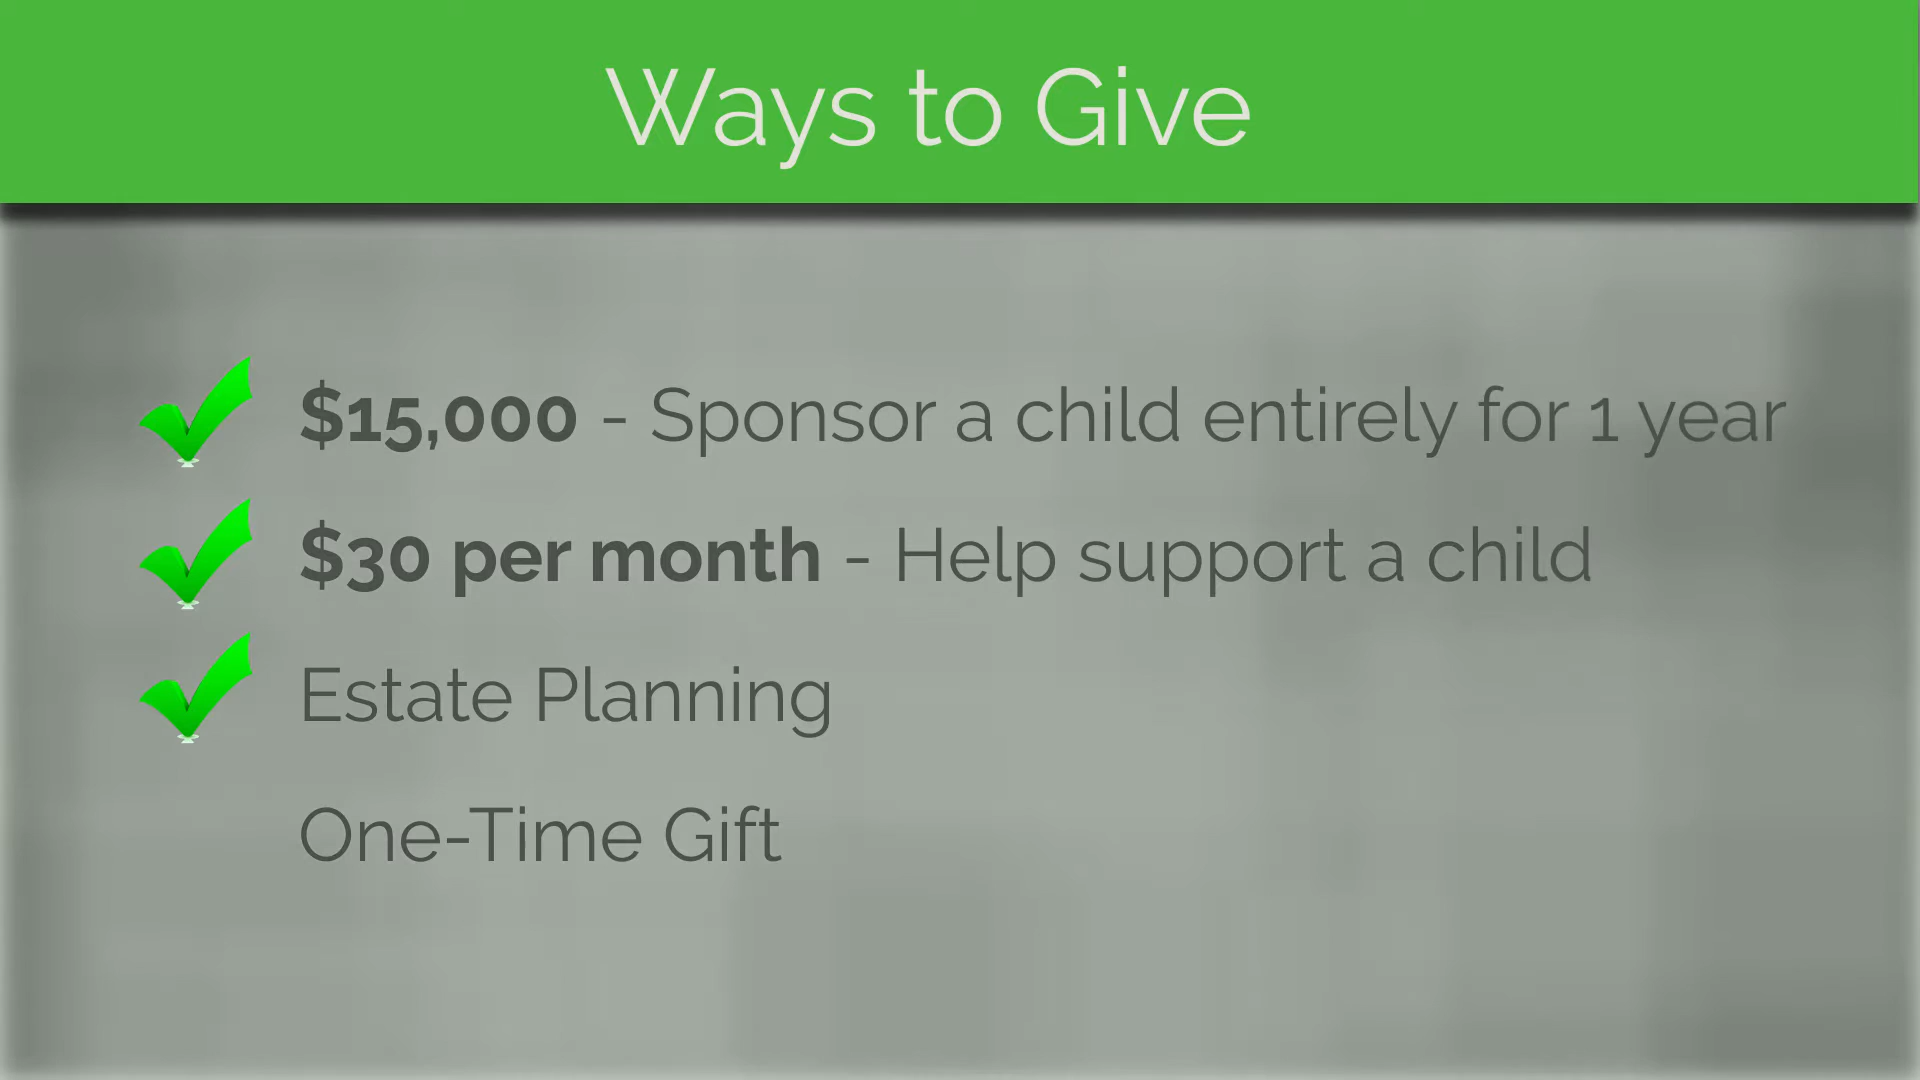 Ways to Give
$15,000 - Sponsor a child entirely for 1 year
$30 per month - Help support a child
Estate Planning
One-Time Gift